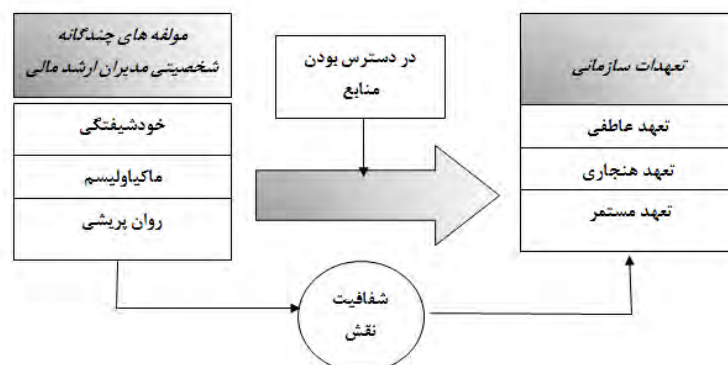 مولفه های چندگانه
شخصیتی مدیران ارشد مالی
خودشیفتگی
ماکیاولیسم
روان پریشی
در دسترس بودن
منابع
تعهدات سازمانی
تعهد عاطفی
تعهد هنجاری
تعهد مستمر
شفافیت
نقش